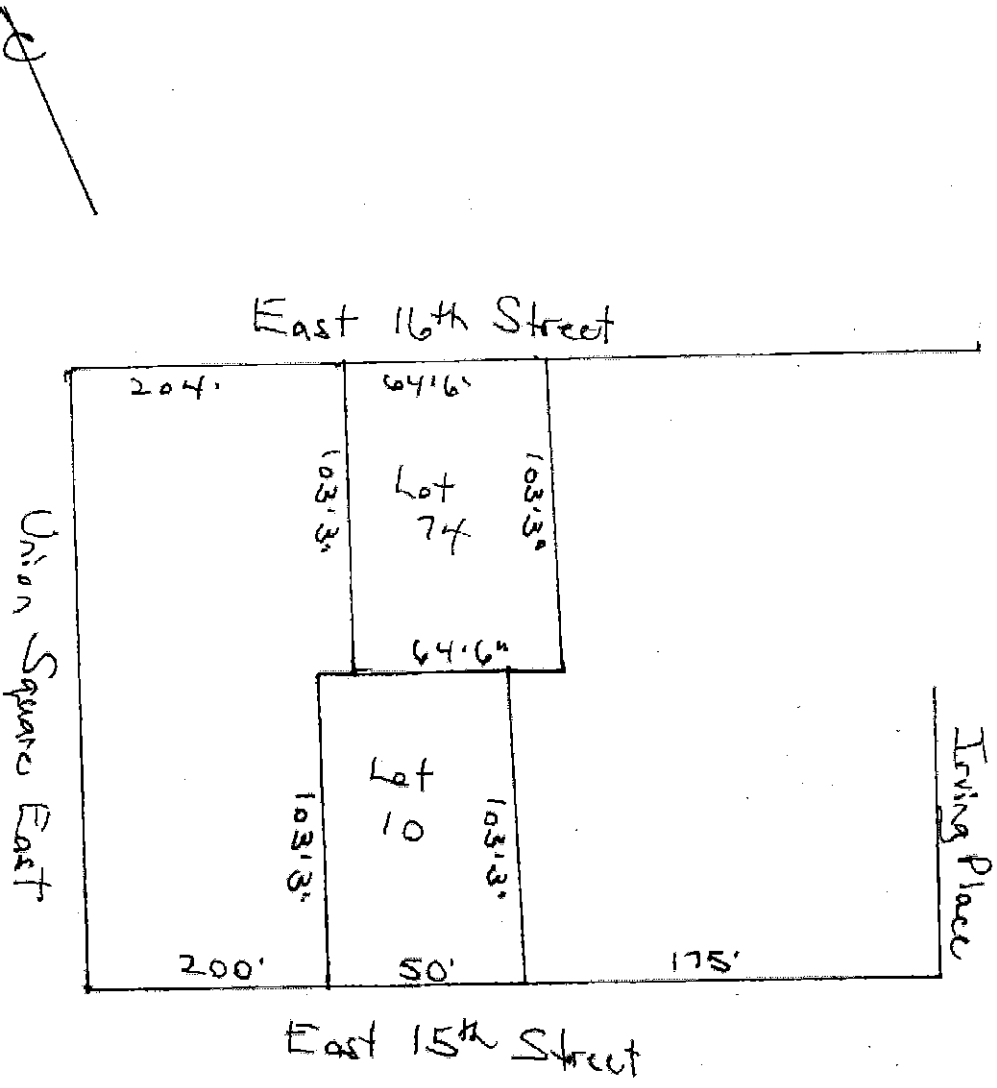 East 16th Street
204'
64'6"
103'3"
Lot
74
103'3"
64'6"
Union Square East
Lot
10
103'3"
103'3"
Irving Place
200'
50'
175'
East 15th Street